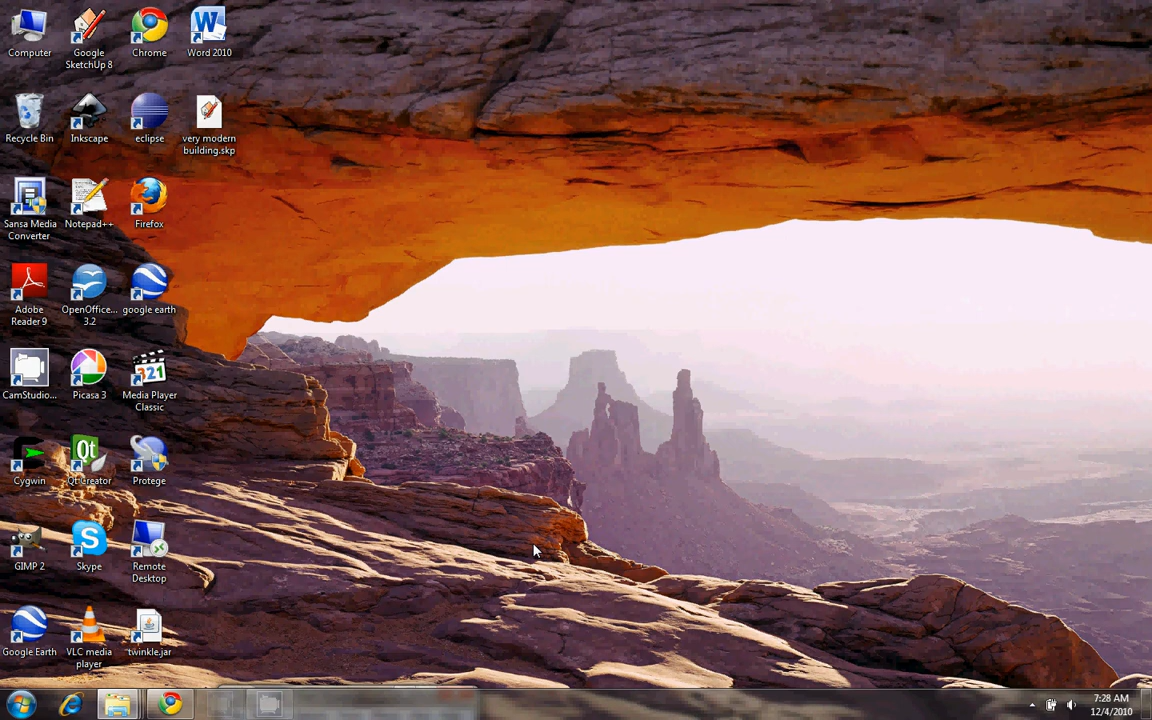 Computer
Google
SketchUp 8
Chrome
Word 2010
W
Recycle Bin
Inkscape
eclipse
very modern
building.skp
Sansa Media
Converter
Notepad++
Firefox
Adobe
Reader 9
OpenOffice...
3.2
google earth
CamStudio...
Picasa 3
321
Media Player
Classic
Cygwin
Qt
Qt Creator
Protege
GIMP 2
S
Skype
Remote
Desktop
Google Earth
VLC media
player
twinkle.jar
7:28 AM
12/4/2010